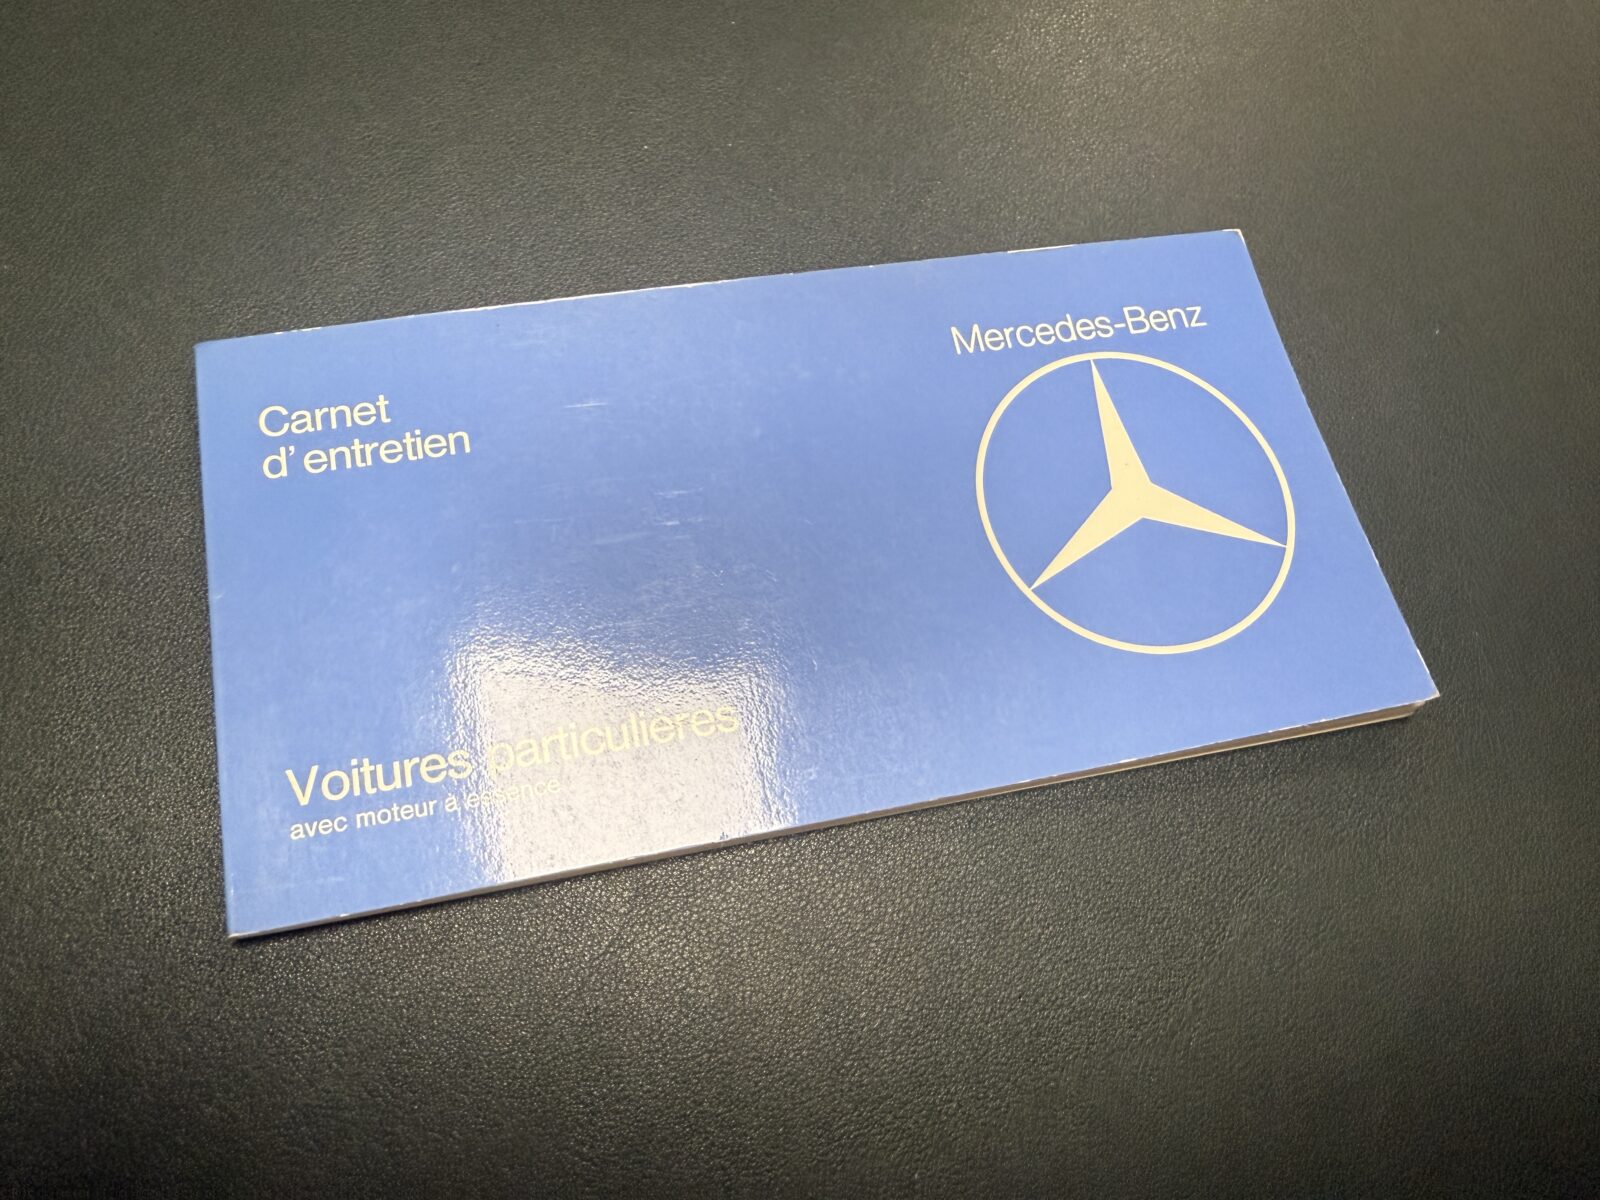 Mercedes-Benz
Carnet
d' entretien
Voitures particulieres
avec moteur à essence